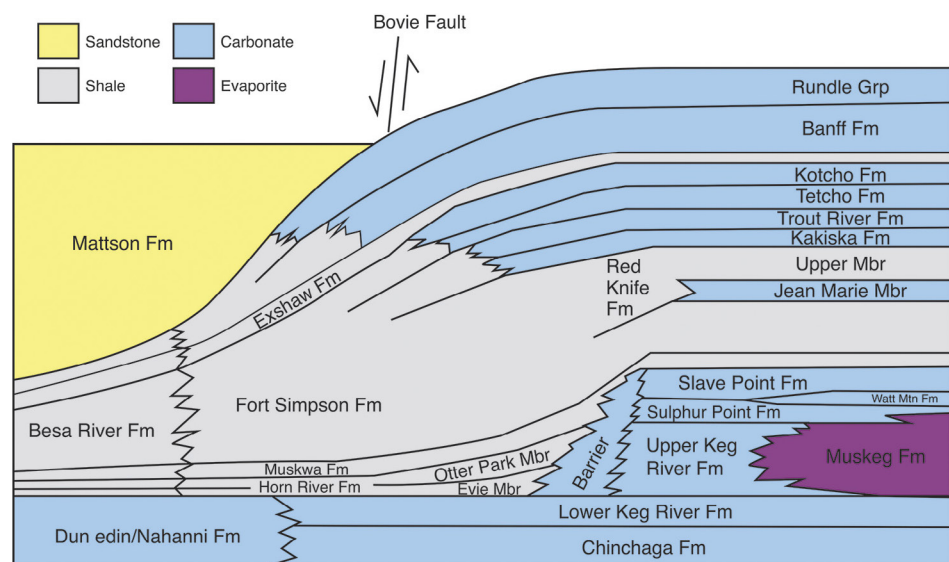 Bovie Fault
Sandstone
Carbonate
Shale
Evaporite
Rundle Grp
Banff Fm
Kotcho Fm
Tetcho Fm
Trout River Fm
Kakiska Fm
Mattson Fm
Exshaw Fm
Red
Knife
Fm
Upper Mbr
Jean Marie Mbr
Fort Simpson Fm
Besa River Fm
Slave Point Fm
Watt Mtn Fm
Sulphur Point Fm
Muskwa Fm
Otter Park Mbr
Horn River Fm
Evie Mbr
Barrier
Upper Keg
River Fm
Muskeg Fm
Lower Keg River Fm
Dun edin/Nahanni Fm
Chinchaga Fm